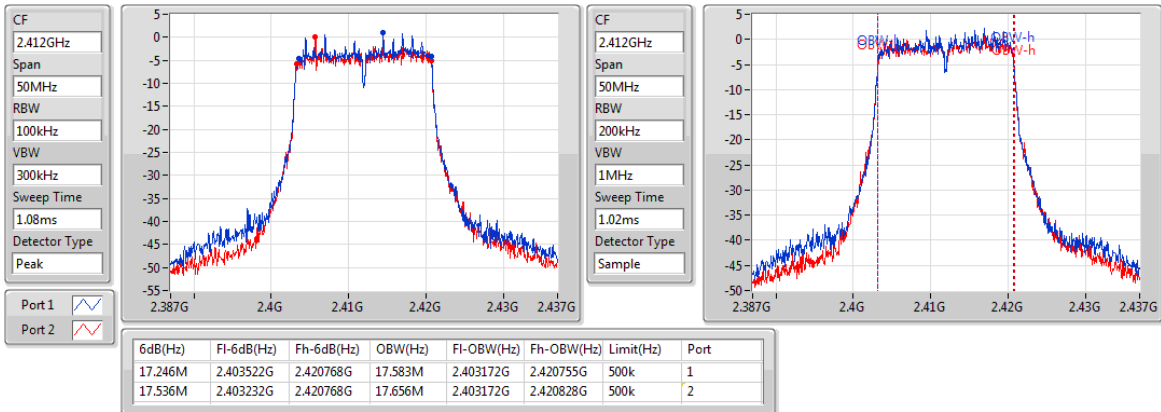 CF
2.412GHz
Span
50MHz
RBW
100kHz
VBW
300kHz
Sweep Time
1.08ms
Detector Type
Peak
Port 1
Port 2
5
0
-5
-10
-15
-20
-25
-30
-35
-40
-45
-50
-55
2.387G 2.4G 2.41G 2.42G 2.43G 2.437G
CF
2.412GHz
Span
50MHz
RBW
200kHz
VBW
1MHz
Sweep Time
1.02ms
Detector Type
Sample
5
0
-5
-10
-15
-20
-25
-30
-35
-40
-45
-50
OBW-h
OBW-h
2.387G 2.4G 2.41G 2.42G 2.43G 2.437G
6dB(Hz) Fl-6dB(Hz) Fh-6dB(Hz) OBW(Hz) Fl-OBW(Hz) Fh-OBW(Hz) Limit(Hz) Port
17.246M 2.403522G 2.420768G 17.583M 2.403172G 2.420755G 500k 1
17.536M 2.403232G 2.420768G 17.656M 2.403172G 2.420828G 500k 2